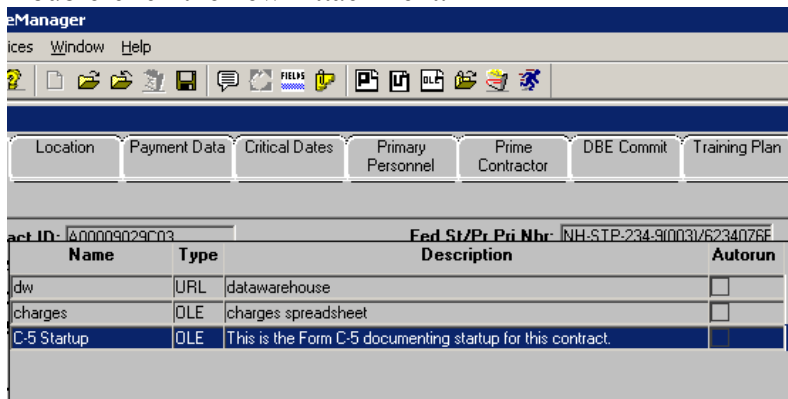 eManager
ices Window Help
FIELDS OLE
Location Payment Data Critical Dates Primary Personnel Prime Contractor DBE Commit Training Plan
act ID: A00009029C03 Fed St/Pr Prj Nbr: NH-STP-234-9(003)/6234076F
Name Type Description Autorun
dw URL datawarehouse
charges OLE charges spreadsheet
C-5 Startup OLE This is the Form C-5 documenting startup for this contract.